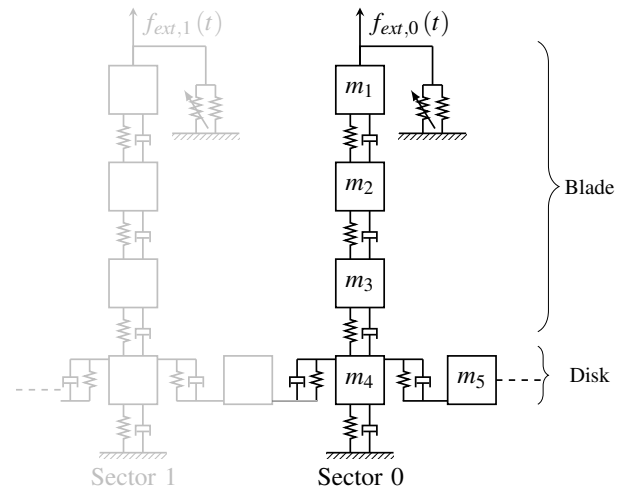 f_{ext,1}(t)
f_{ext,0}(t)
m_1
m_2
Blade
m_3
m_4
m_5
Disk
Sector 1
Sector 0